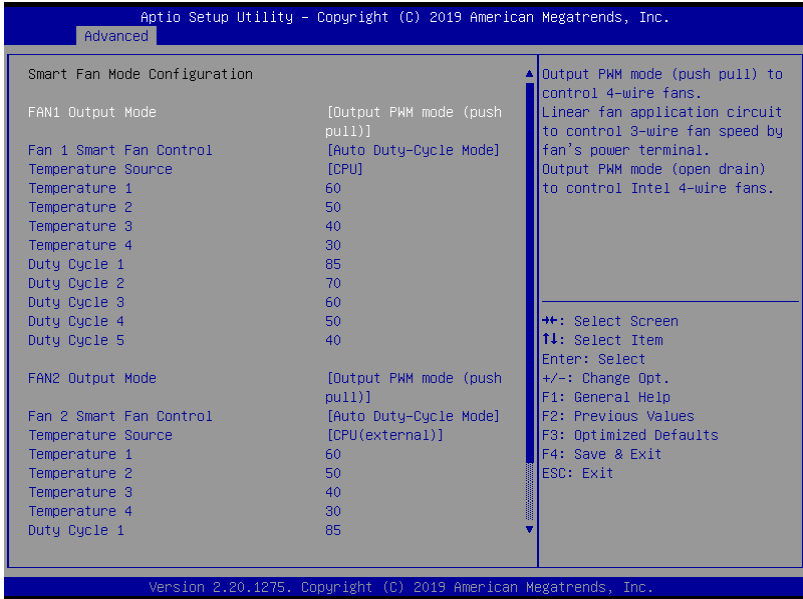 Aptio Setup Utility – Copyright (C) 2019 American Megatrends, Inc.
Advanced
Smart Fan Mode Configuration
FAN1 Output Mode [Output PWM mode (push
pull)]
Fan 1 Smart Fan Control [Auto Duty-Cycle Mode]
Temperature Source [CPU]
Temperature 1 60
Temperature 2 50
Temperature 3 40
Temperature 4 30
Duty Cycle 1 85
Duty Cycle 2 70
Duty Cycle 3 60
Duty Cycle 4 50
Duty Cycle 5 40
FAN2 Output Mode [Output PWM mode (push
pull)]
Fan 2 Smart Fan Control [Auto Duty-Cycle Mode]
Temperature Source [CPU(external)]
Temperature 1 60
Temperature 2 50
Temperature 3 40
Temperature 4 30
Duty Cycle 1 85
Output PWM mode (push pull) to
control 4-wire fans.
Linear fan application circuit
to control 3-wire fan speed by
fan's power terminal.
Output PWM mode (open drain)
to control Intel 4-wire fans.
→←: Select Screen
↑↓: Select Item
Enter: Select
+/-: Change Opt.
F1: General Help
F2: Previous Values
F3: Optimized Defaults
F4: Save & Exit
ESC: Exit
Version 2.20.1275. Copyright (C) 2019 American Megatrends, Inc.